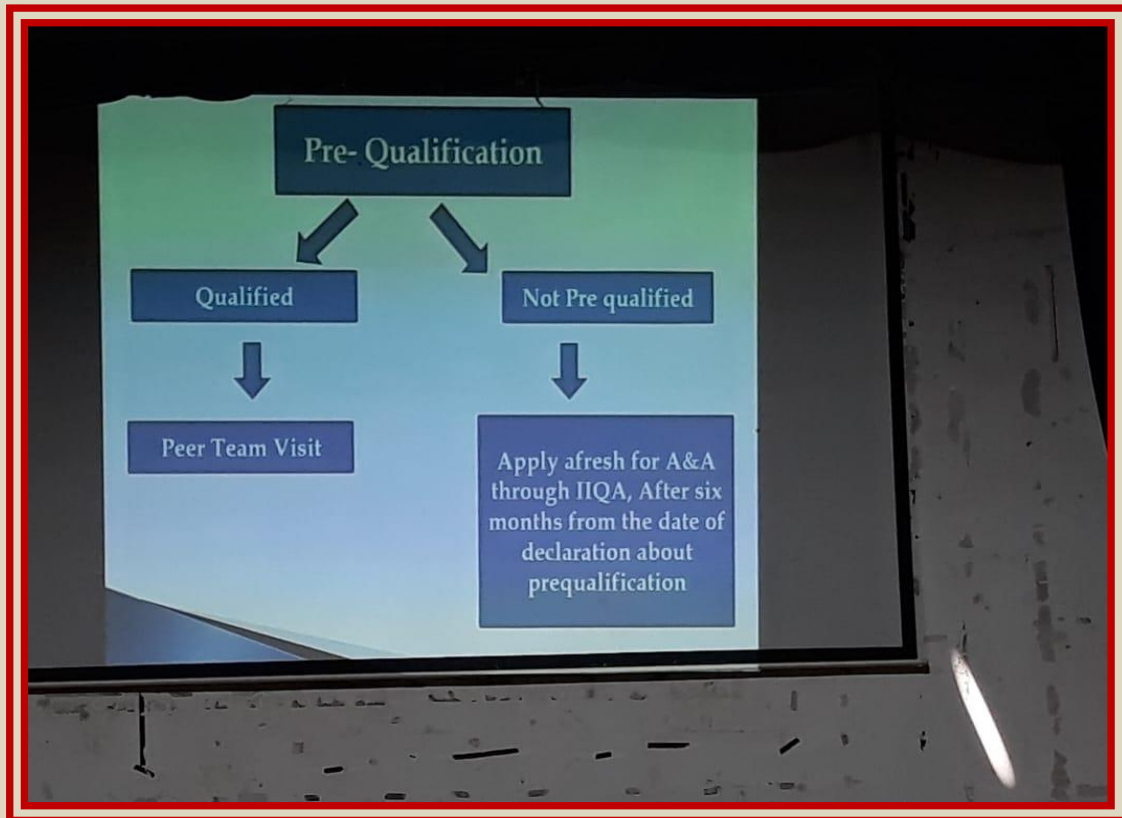 Pre- Qualification
Qualified
Not Pre qualified
Peer Team Visit
Apply afresh for A&A
through IIQA, After six
months from the date of
declaration about
prequalification